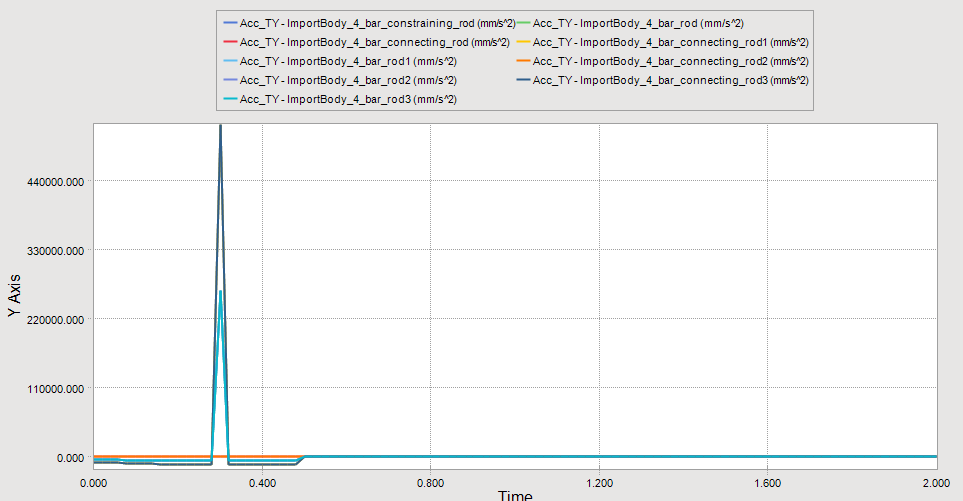 Acc_TY - ImportBody_4_bar_constraining_rod (mm/s^2) Acc_TY - ImportBody_4_bar_rod (mm/s^2)
Acc_TY - ImportBody_4_bar_connecting_rod (mm/s^2) Acc_TY - ImportBody_4_bar_connecting_rod1 (mm/s^2)
Acc_TY - ImportBody_4_bar_rod1 (mm/s^2) Acc_TY - ImportBody_4_bar_connecting_rod2 (mm/s^2)
Acc_TY - ImportBody_4_bar_rod2 (mm/s^2) Acc_TY - ImportBody_4_bar_connecting_rod3 (mm/s^2)
Acc_TY - ImportBody_4_bar_rod3 (mm/s^2)
440000.000
330000.000
220000.000
110000.000
0.000
Y Axis
0.000 0.400 0.800 1.200 1.600 2.000
Time